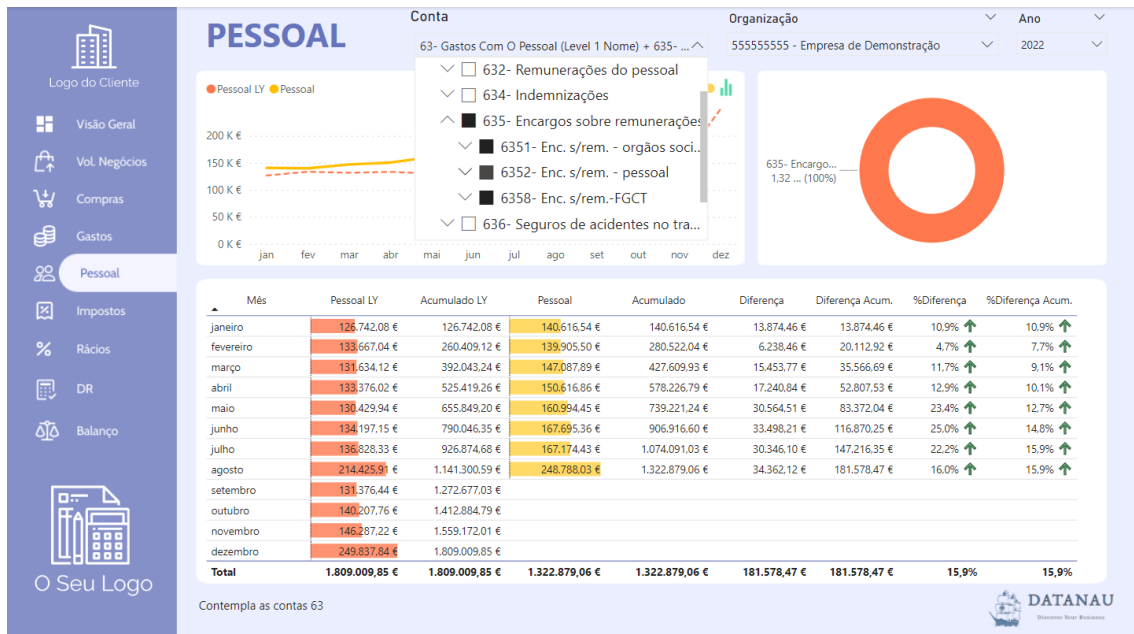 Logo do Cliente
Visão Geral
Vol. Negócios
Compras
Gastos
Pessoal
Impostos
Rácios
DR
Balanço
O Seu Logo
PESSOAL
Conta
63- Gastos Com O Pessoal (Level 1 Nome) + 635- ...
Organização
555555555 - Empresa de Demonstração
Ano
2022
632- Remunerações do pessoal
634- Indemnizações
635- Encargos sobre remunerações
6351- Enc. s/rem. - orgãos soci...
6352- Enc. s/rem. - pessoal
6358- Enc. s/rem.-FGCT
636- Seguros de acidentes no tra...
Pessoal LY Pessoal
200 K €
150 K €
100 K €
50 K €
0 K €
jan fev mar abr mai jun jul ago set out nov dez
635- Encargo...
1,32 ... (100%)
Mês Pessoal LY Acumulado LY Pessoal Acumulado Diferença Diferença Acum. %Diferença %Diferença Acum.
janeiro 126.742,08 € 126.742,08 € 140.616,54 € 140.616,54 € 13.874,46 € 13.874,46 € 10.9% 10.9%
fevereiro 133.667,04 € 260.409,12 € 139.905,50 € 280.522,04 € 6.238,46 € 20.112,92 € 4,7% 7,7%
março 131.634,12 € 392.043,24 € 147.087,89 € 427.609,93 € 15.453,77 € 35.566,69 € 11,7% 9,1%
abril 133.376,02 € 525.419,26 € 150.616,86 € 578.226,79 € 17.240,84 € 52.807,53 € 12,9% 10,1%
maio 130.429,94 € 655.849,20 € 160.994,45 € 739.221,24 € 30.564,51 € 83.372,04 € 23,4% 12,7%
junho 134.197,15 € 790.046,35 € 167.695,36 € 906.916,60 € 33.498,21 € 116.870,25 € 25,0% 14,8%
julho 136.828,33 € 926.874,68 € 167.174,43 € 1.074.091,03 € 30.346,10 € 147.216,35 € 22,2% 15,9%
agosto 214.425,91 € 1.141.300,59 € 248.788,03 € 1.322.879,06 € 34.362,12 € 181.578,47 € 16,0% 15,9%
setembro 131.376,44 € 1.272.677,03 €
outubro 140.207,76 € 1.412.884,79 €
novembro 146.287,22 € 1.559.172,01 €
dezembro 249.837,84 € 1.809.009,85 €
Total 1.809.009,85 € 1.809.009,85 € 1.322.879,06 € 1.322.879,06 € 181.578,47 € 181.578,47 € 15,9% 15,9%
Contempla as contas 63
DATANAU
Discover Your Business